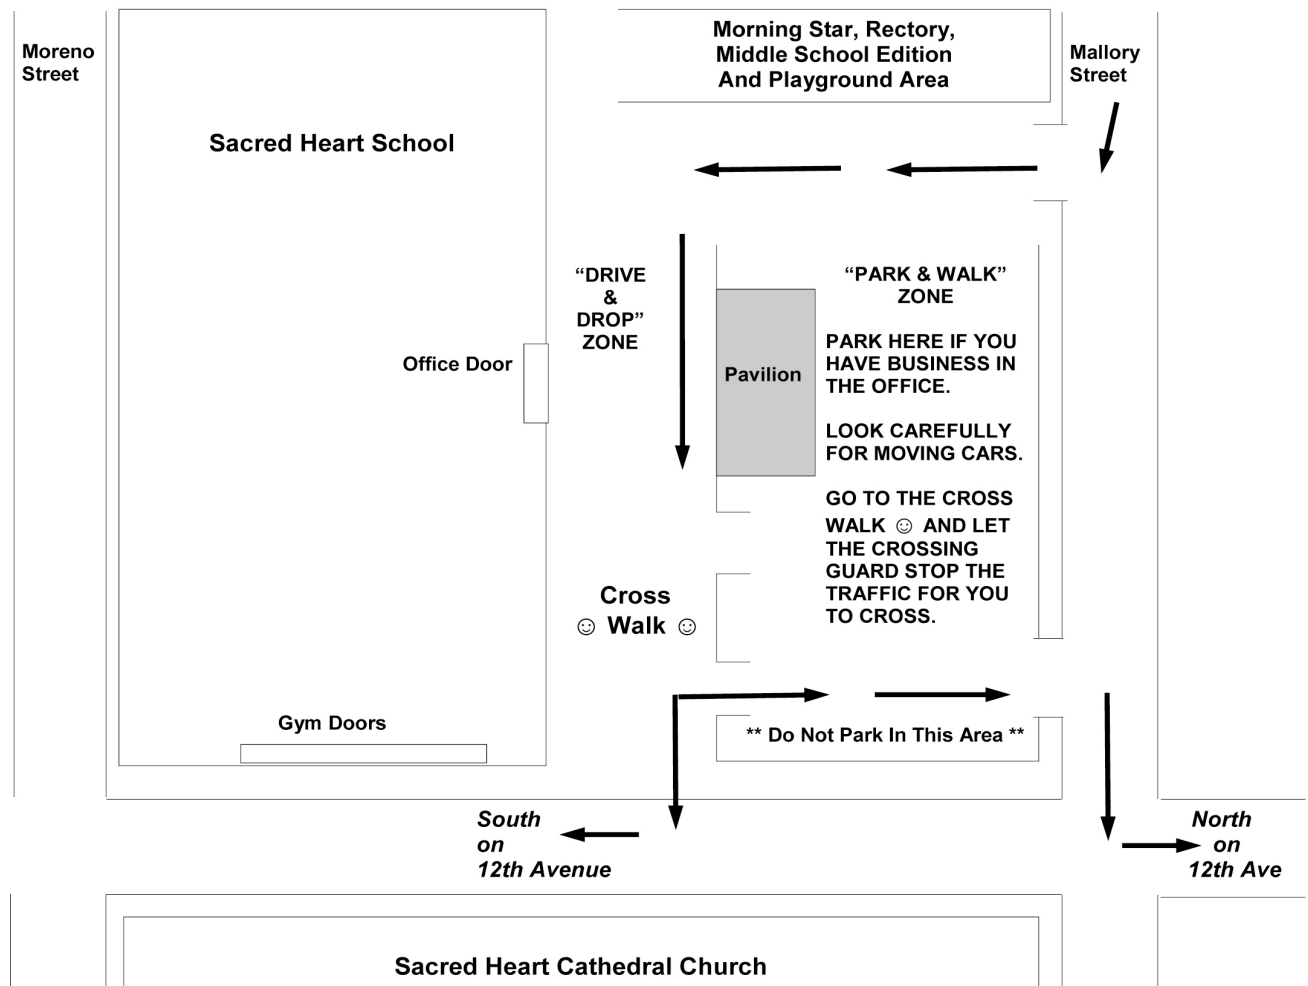 Moreno
Street
Sacred Heart School
Morning Star, Rectory,
Middle School Edition
And Playground Area
Mallory
Street
“DRIVE
&
DROP”
ZONE
Office Door
Pavilion
“PARK & WALK”
ZONE
PARK HERE IF YOU
HAVE BUSINESS IN
THE OFFICE.
LOOK CAREFULLY
FOR MOVING CARS.
GO TO THE CROSS
WALK ☺ AND LET
THE CROSSING
GUARD STOP THE
TRAFFIC FOR YOU
TO CROSS.
Cross
☺ Walk ☺
Gym Doors
** Do Not Park In This Area **
South
on
12th Avenue
North
on
12th Ave
Sacred Heart Cathedral Church